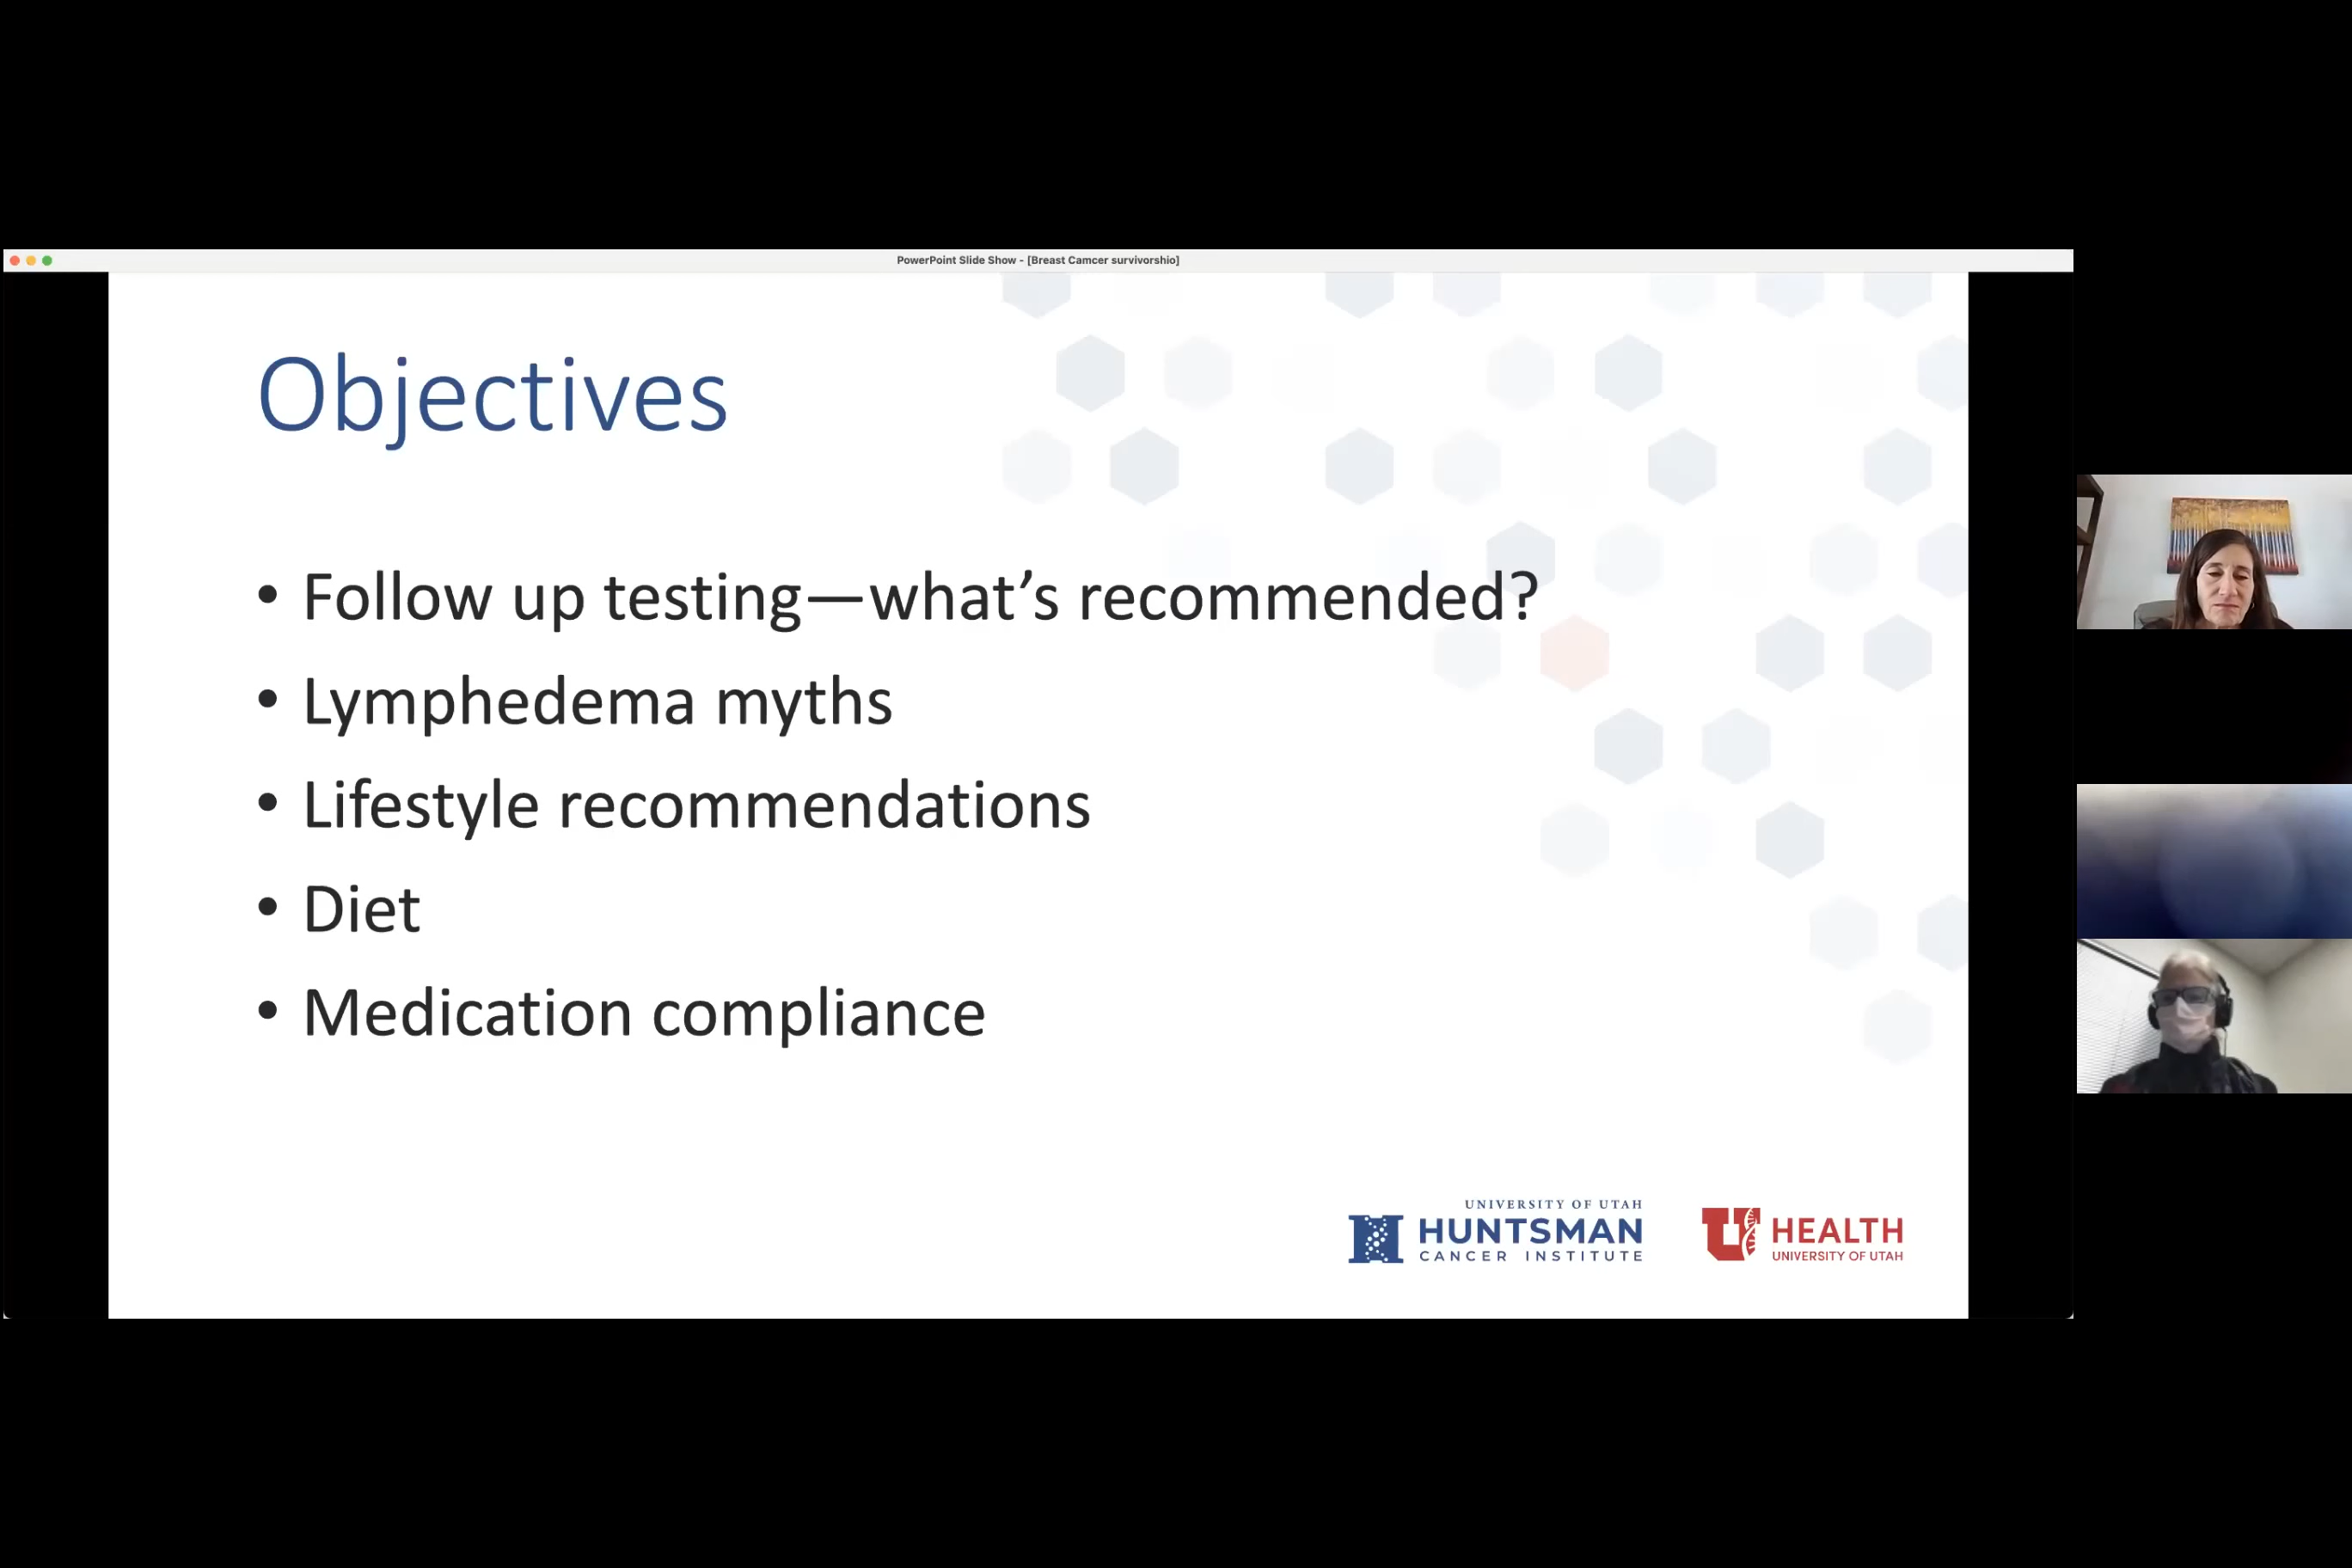 PowerPoint Slide Show - [Breast Camcer survivorshio]
Objectives
• Follow up testing—what’s recommended?
• Lymphedema myths
• Lifestyle recommendations
• Diet
• Medication compliance
UNIVERSITY OF UTAH
HUNTSMAN
CANCER INSTITUTE
U HEALTH
UNIVERSITY OF UTAH